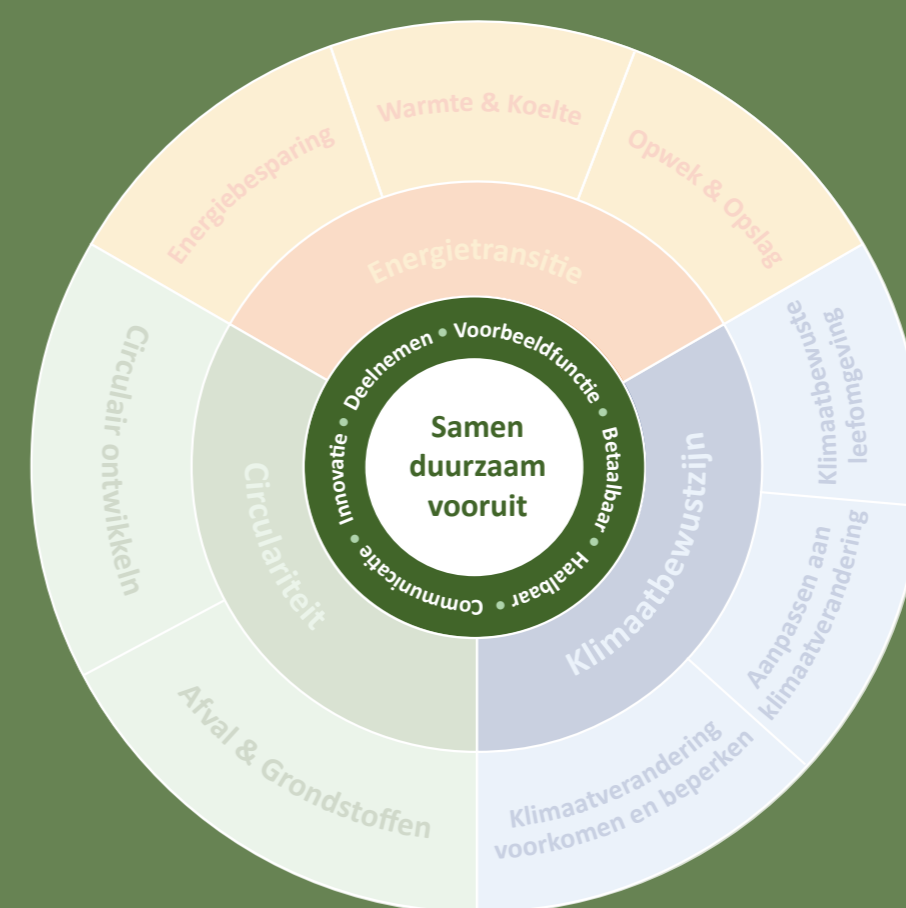 Warmte & Koelte
Energiebesparing
Opwek & Opslag
Energietransitie
Circulair ontwikkelen
Afval & Grondstoffen
Circulariteit
Klimaatbewuste
leefomgeving
Aanpassen aan
klimaatverandering
Klimaatverandering
voorkomen en beperken
Klimaatbewustzijn
Voorbeeldfunctie • Betaalbaar • Haalbaar • Communicatie • Innovatie • Deelnemen •
Samen
duurzaam
vooruit